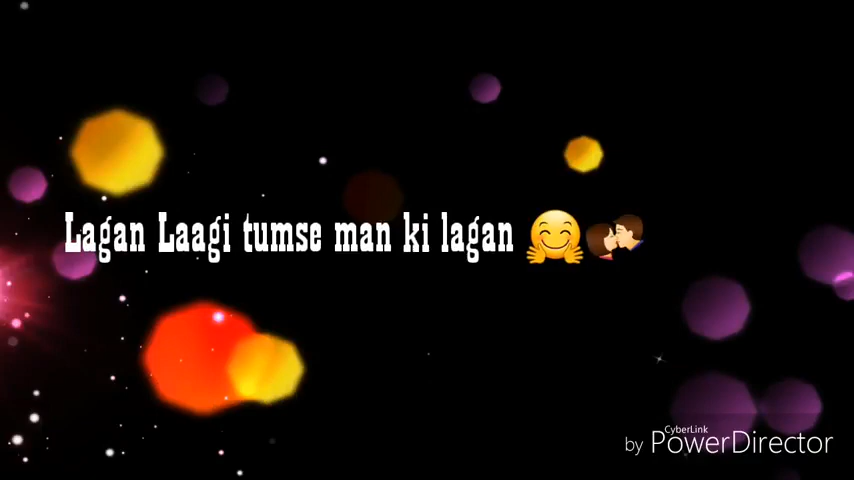 Lagan Laagi tumse man ki lagan 🤗💏
by CyberLink PowerDirector